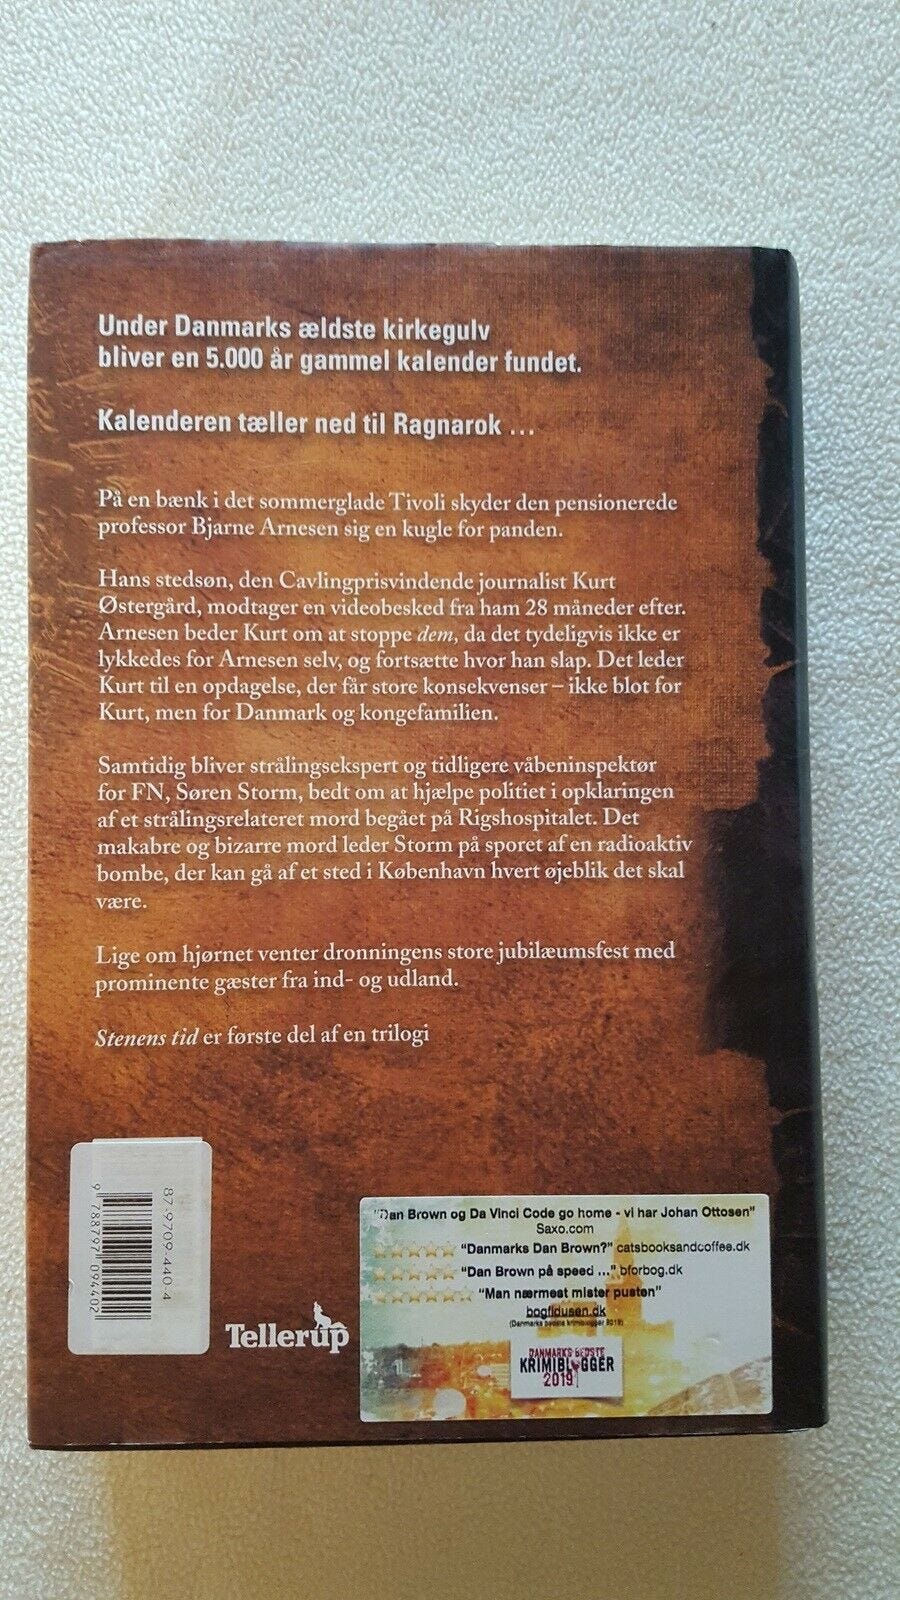 Under Danmarks ældste kirkegulv
bliver en 5.000 år gammel kalender fundet.
Kalenderen tæller ned til Ragnarok ...
På en bænk i det sommerglade Tivoli skyder den pensionerede
professor Bjarne Arnesen sig en kugle for panden.
Hans stedsøn, den Cavlingprisvindende journalist Kurt
Østergård, modtager en videobesked fra ham 28 måneder efter.
Arnesen beder Kurt om at stoppe dem, da det tydeligvis ikke er
lykkedes for Arnesen selv, og fortsætte hvor han slap. Det leder
Kurt til en opdagelse, der får store konsekvenser – ikke blot for
Kurt, men for Danmark og kongefamilien.
Samtidig bliver strålingsekspert og tidligere våbeninspektør
for FN, Søren Storm, bedt om at hjælpe politiet i opklaringen
af et strålingsrelateret mord begået på Rigshospitalet. Det
makabre og bizarre mord leder Storm på sporet af en radioaktiv
bombe, der kan gå af et sted i København hvert øjeblik det skal
være.
Lige om hjørnet venter dronningens store jubilæumsfest med
prominente gæster fra ind- og udland.
Stenens tid er første del af en trilogi
87-9709-440-4
9 788797 094402
Tellerup
"Dan Brown og Da Vinci Code go home - vi har Johan Ottosen"
Saxo.com
"Danmarks Dan Brown?" catsbooksandcoffee.dk
"Dan Brown på speed ..." bforbog.dk
"Man nærmest mister pusten"
bogfidusen.dk
(Danmarks bedste krimiblogger 2019)
DANMARKS BEDSTE
KRIMIBLOGGER
2019